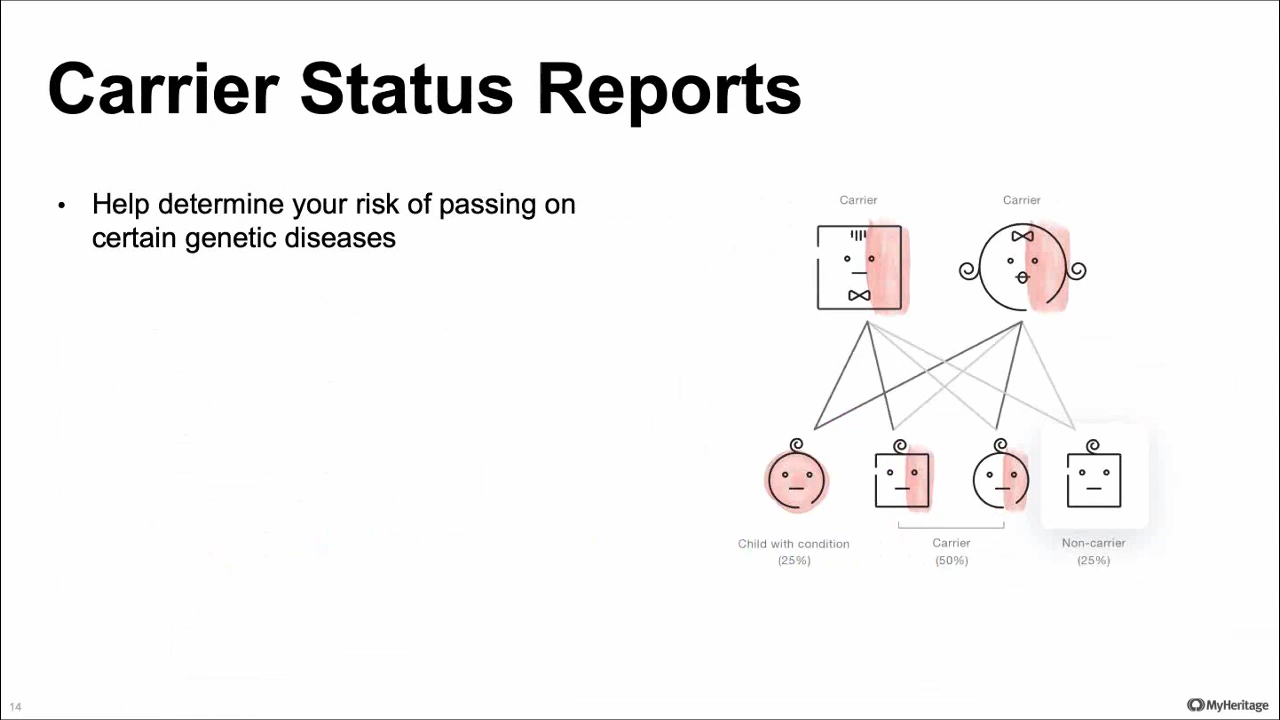 Carrier Status Reports
• Help determine your risk of passing on
certain genetic diseases
Carrier
Carrier
Child with condition
(25%)
Carrier
(50%)
Non-carrier
(25%)
14
MyHeritage